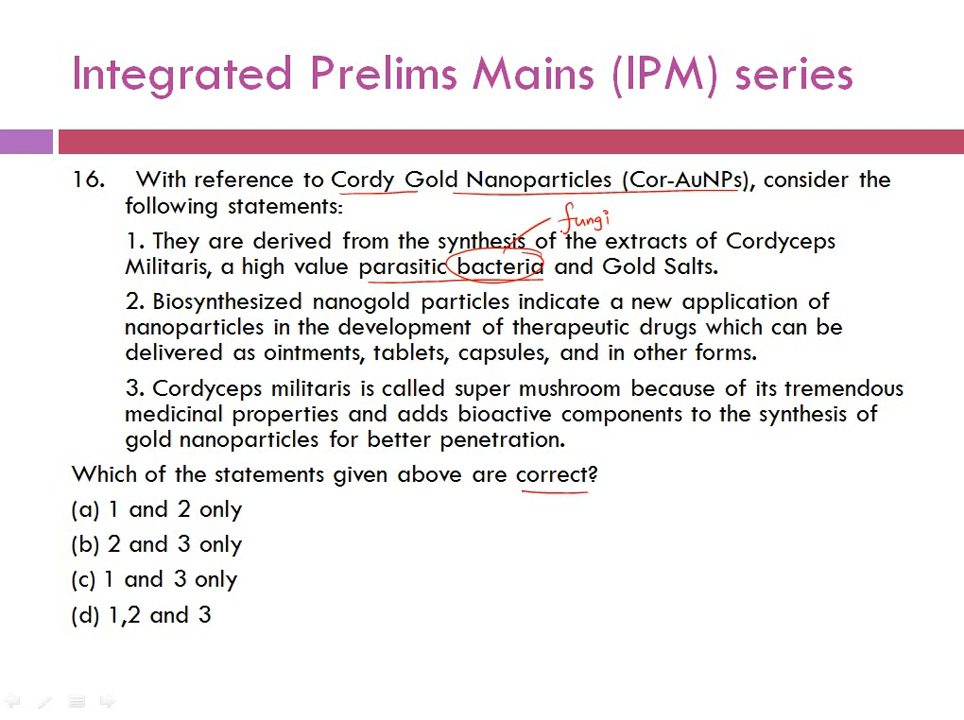 Integrated Prelims Mains (IPM) series
16. With reference to Cordy Gold Nanoparticles (Cor-AuNPs), consider the
following statements:
fungi
1. They are derived from the synthesis of the extracts of Cordyceps
Militaris, a high value parasitic bacteria and Gold Salts.
2. Biosynthesized nanogold particles indicate a new application of
nanoparticles in the development of therapeutic drugs which can be
delivered as ointments, tablets, capsules, and in other forms.
3. Cordyceps militaris is called super mushroom because of its tremendous
medicinal properties and adds bioactive components to the synthesis of
gold nanoparticles for better penetration.
Which of the statements given above are correct?
(a) 1 and 2 only
(b) 2 and 3 only
(c) 1 and 3 only
(d) 1,2 and 3